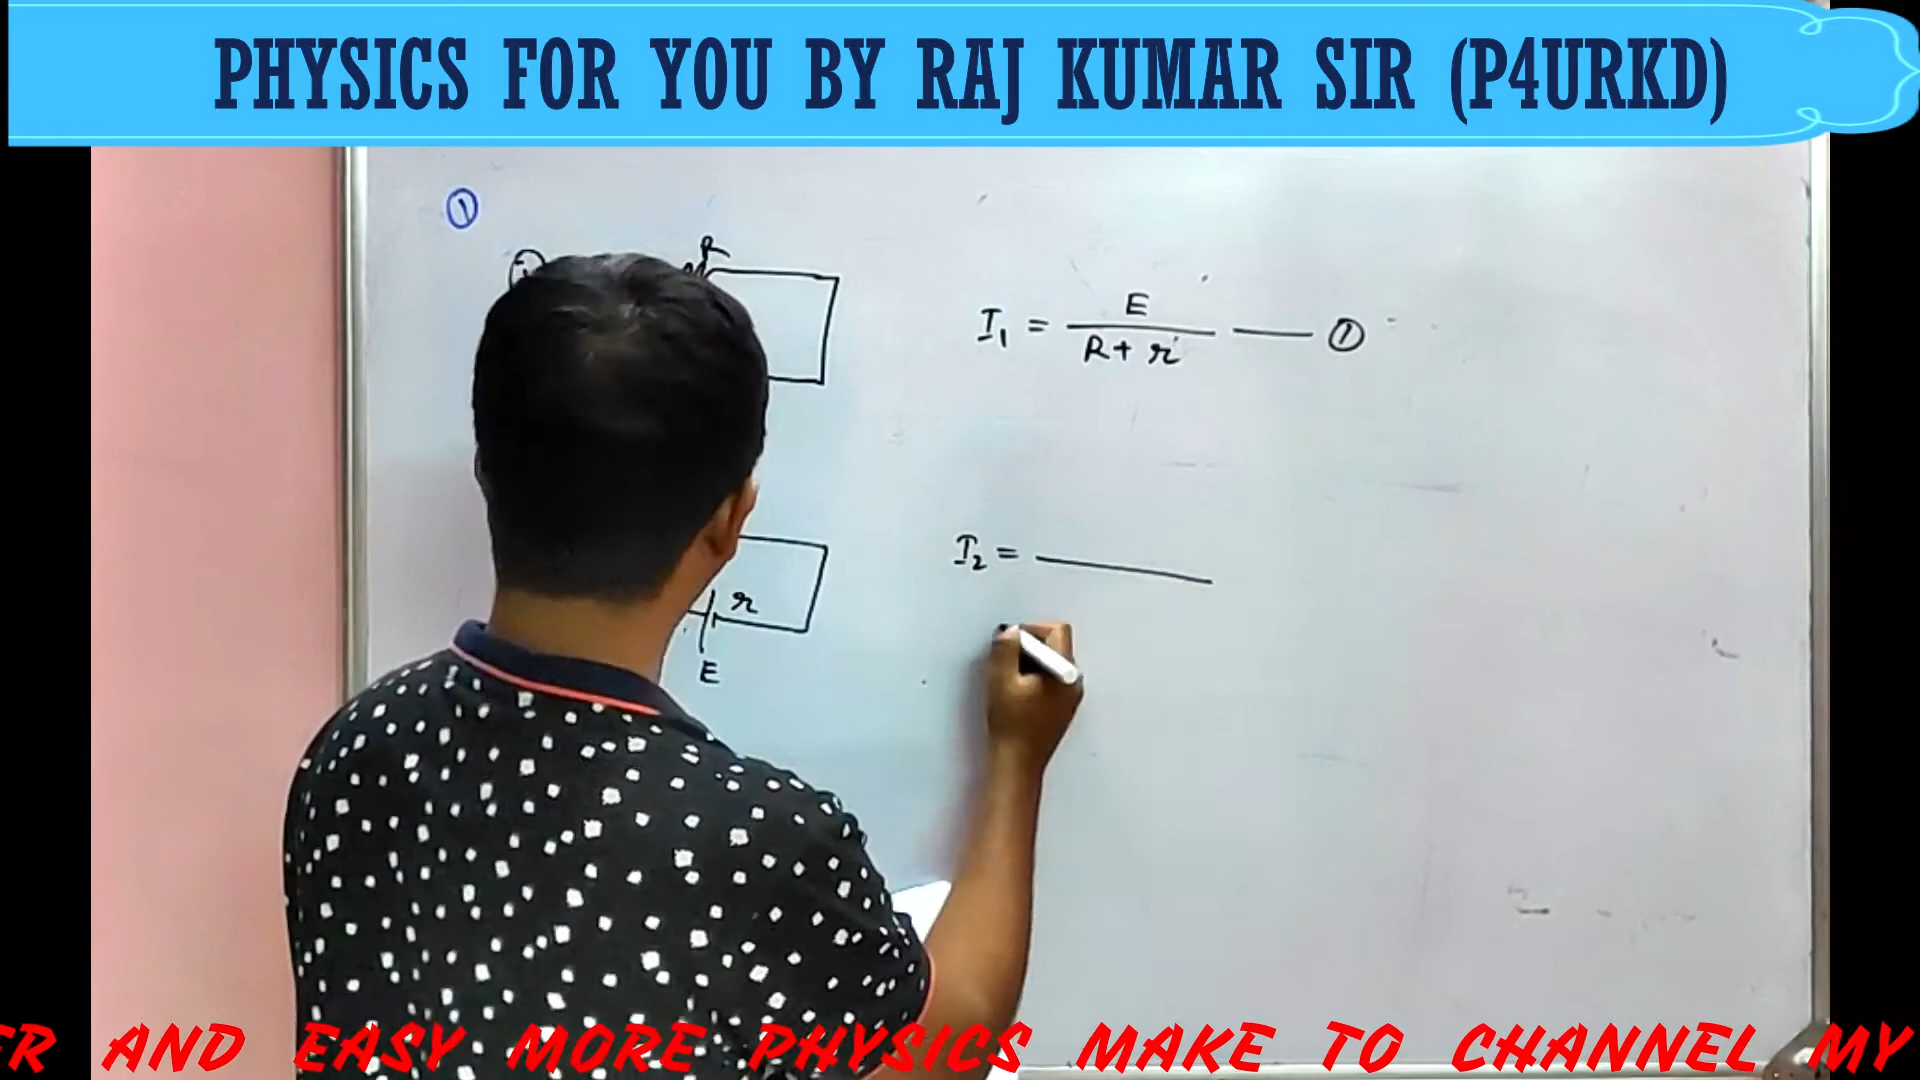 PHYSICS FOR YOU BY RAJ KUMAR SIR (P4URKD)
①
R
I₁ = E / (R + r) — ①
I₂ =
r
E
ER AND EASY MORE PHYSICS MAKE TO CHANNEL MY